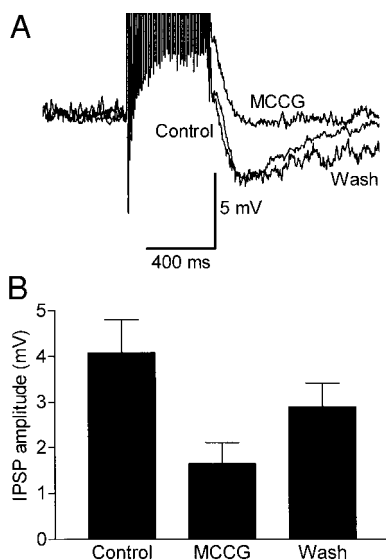 A
MCCG
Control
Wash
5 mV
400 ms
B
IPSP amplitude (mV)
5
4
3
2
1
0
Control MCCG Wash